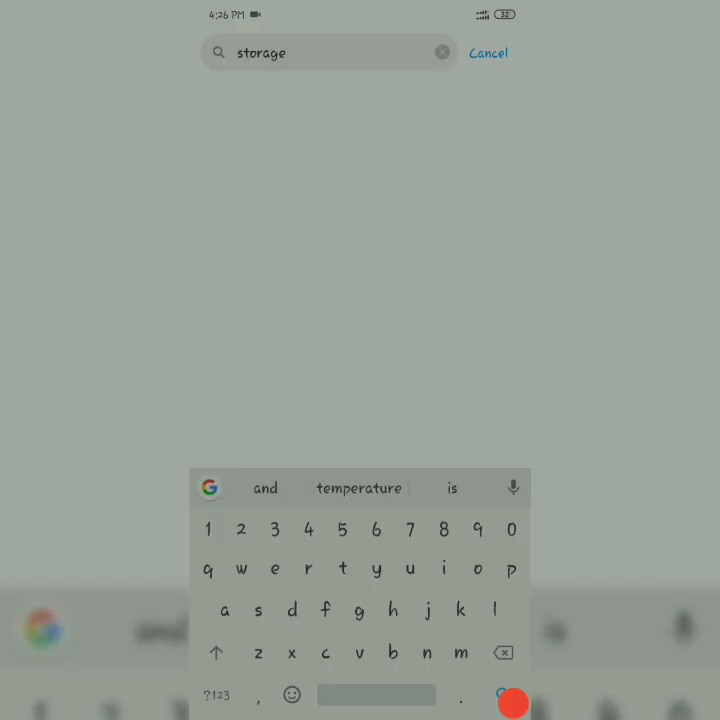 4:26 PM 32
storage Cancel
G and temperature is
1 2 3 4 5 6 7 8 9 0
q w e r t y u i o p
a s d f g h j k l
z x c v b n m
?123 , .